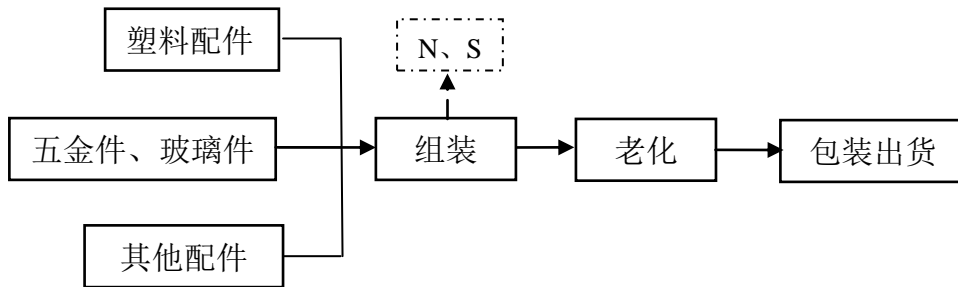 塑料配件
N、S
五金件、玻璃件
组装
老化
包装出货
其他配件